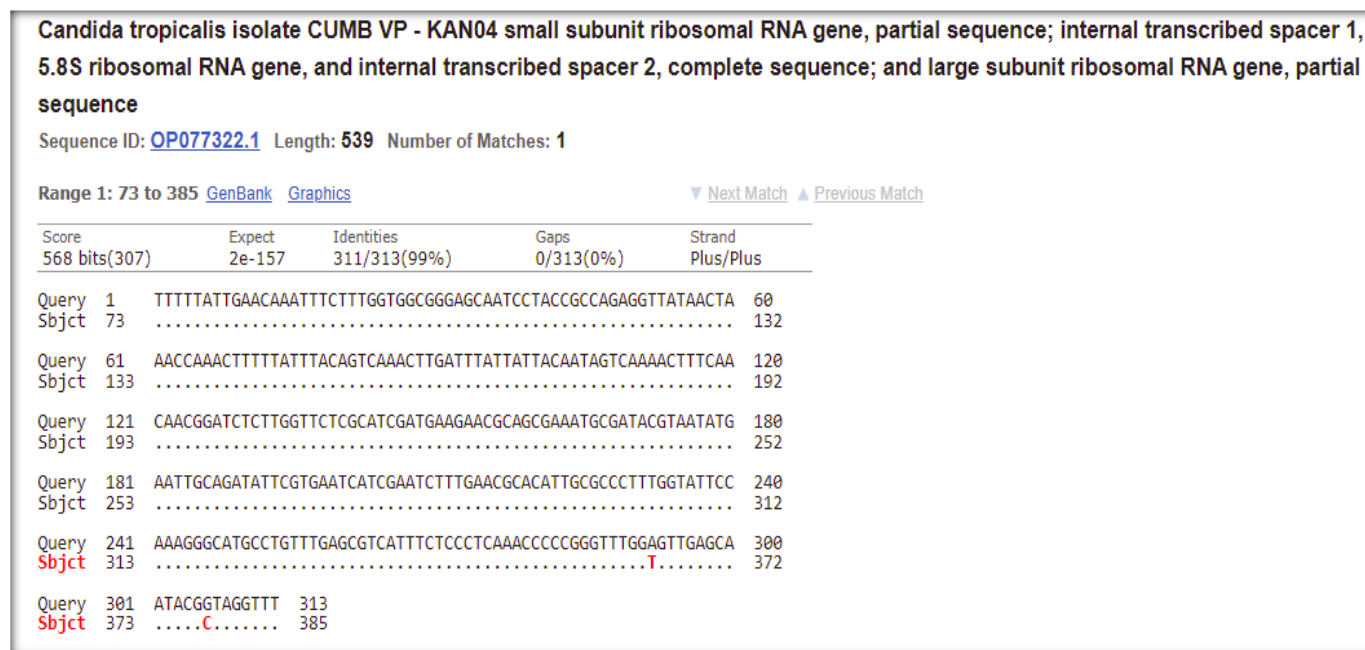 Candida tropicalis isolate CUMB VP - KAN04 small subunit ribosomal RNA gene, partial sequence; internal transcribed spacer 1,
5.8S ribosomal RNA gene, and internal transcribed spacer 2, complete sequence; and large subunit ribosomal RNA gene, partial
sequence
Sequence ID: OP077322.1 Length: 539 Number of Matches: 1
Range 1: 73 to 385 GenBank Graphics ▼ Next Match ▲ Previous Match
Score Expect Identities Gaps Strand
568 bits(307) 2e-157 311/313(99%) 0/313(0%) Plus/Plus
Query 1 TTTTTATTGAACAAATTTCTTTGGTGGCGGGAGCAATCCTACCGCCAGAGGTTATAACTA 60
Sbjct 73 ............................................................ 132
Query 61 AACCAAACTTTTTATTTACAGTCAAACTTGATTTATTATTACAATAGTCAAAACTTTCAA 120
Sbjct 133 ............................................................ 192
Query 121 CAACGGATCTCTTGGTTCTCGCATCGATGAAGAACGCAGCGAAATGCGATACGTAATATG 180
Sbjct 193 ............................................................ 252
Query 181 AATTGCAGATATTCGTGAATCATCGAATCTTTGAACGCACATTGCGCCCTTTGGTATTCC 240
Sbjct 253 ............................................................ 312
Query 241 AAAGGGCATGCCTGTTTGAGCGTCATTTCTCCCTCAAACCCCCGGGTTTGGAGTTGAGCA 300
Sbjct 313 ...................................................T........ 372
Query 301 ATACGGTAGGTTT 313
Sbjct 373 .....C....... 385